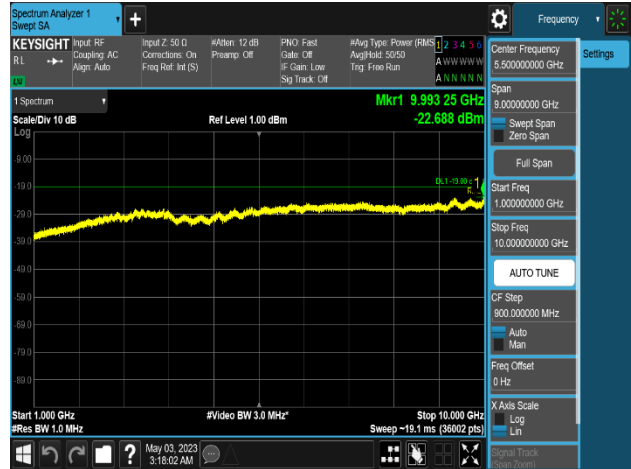 Spectrum Analyzer 1
Swept SA
Frequency
KEYSIGHT
Input: RF
Input Z: 50 Ω
#Atten: 12 dB
PNO: Fast
#Avg Type: Power (RMS
1 2 3 4 5 6
RL
Coupling: AC
Corrections: On
Preamp: Off
Gate: Off
Avg|Hold: 50/50
A W W W W W
Align: Auto
Freq Ref: Int (S)
IF Gain: Low
Trig: Free Run
Sig Track: Off
A N N N N N
Center Frequency
5.500000000 GHz
Settings
Span
9.00000000 GHz
Swept Span
Zero Span
Full Span
Start Freq
1.000000000 GHz
Stop Freq
10.000000000 GHz
AUTO TUNE
CF Step
900.000000 MHz
Auto
Man
Freq Offset
0 Hz
X Axis Scale
Log
Lin
Signal Track
(Span Zoom)
1 Spectrum
Mkr1 9.993 25 GHz
Scale/Div 10 dB
Ref Level 1.00 dBm
-22.688 dBm
Log
-9.00
-19.0
DL1 -19.00
1
-29.0
-39.0
-49.0
-59.0
-69.0
-79.0
-89.0
Start 1.000 GHz
#Video BW 3.0 MHz*
Stop 10.000 GHz
#Res BW 1.0 MHz
Sweep ~19.1 ms (36002 pts)
May 03, 2023
3:18:02 AM